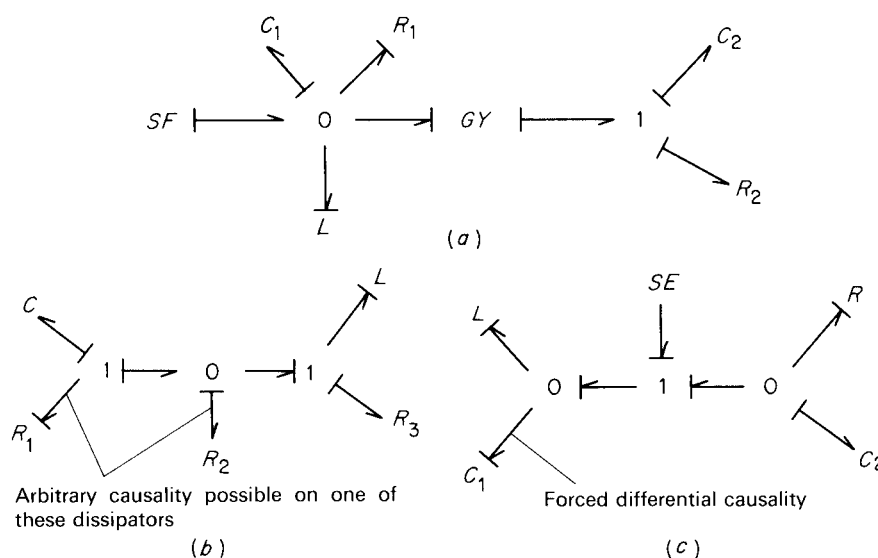 C1 R1 C2
SF 0 GY 1
L R2
(a)
C L SE R
L
1 0 1 0 1 0
R1 R2 R3 C1 C2
Arbitrary causality possible on one of
these dissipators
Forced differential causality
(b) (c)